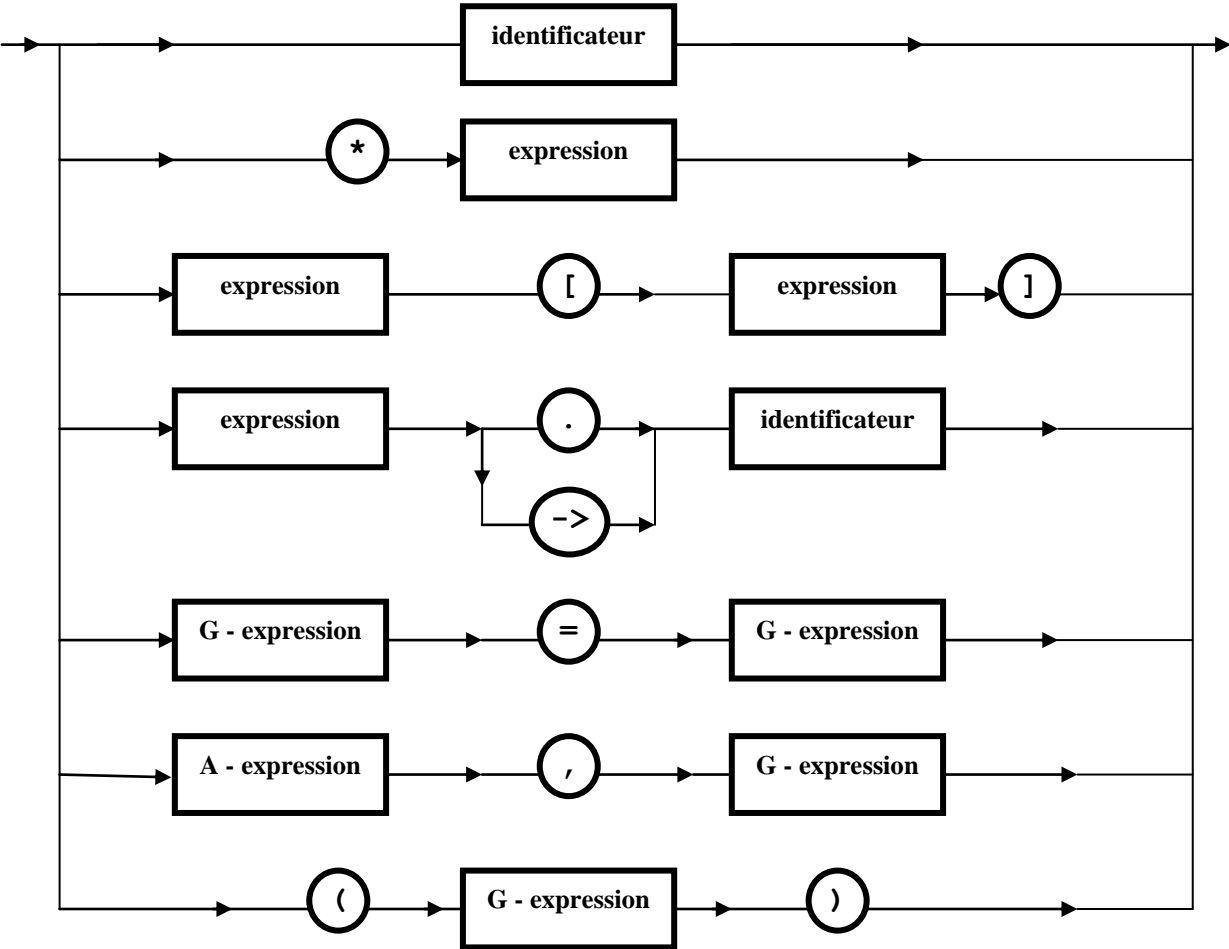 identificateur
* expression
expression [ expression ]
expression . identificateur
->
G - expression = G - expression
A - expression , G - expression
( G - expression )